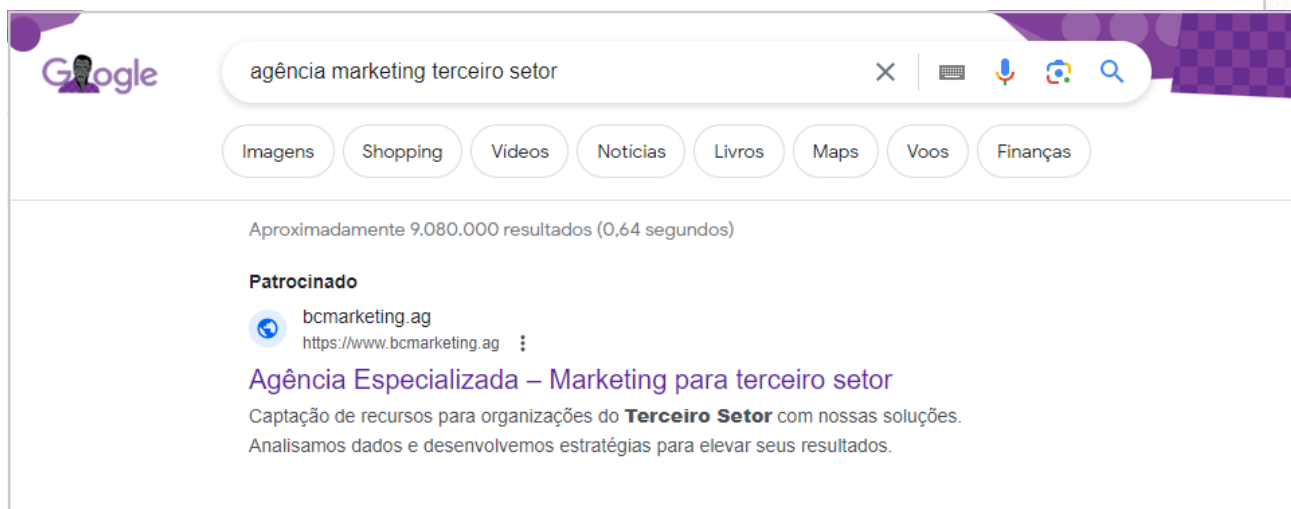 Google
agência marketing terceiro setor
Imagens Shopping Vídeos Notícias Livros Maps Voos Finanças
Aproximadamente 9.080.000 resultados (0,64 segundos)
Patrocinado
bcmarketing.ag
https://www.bcmarketing.ag
Agência Especializada – Marketing para terceiro setor
Captação de recursos para organizações do Terceiro Setor com nossas soluções.
Analisamos dados e desenvolvemos estratégias para elevar seus resultados.